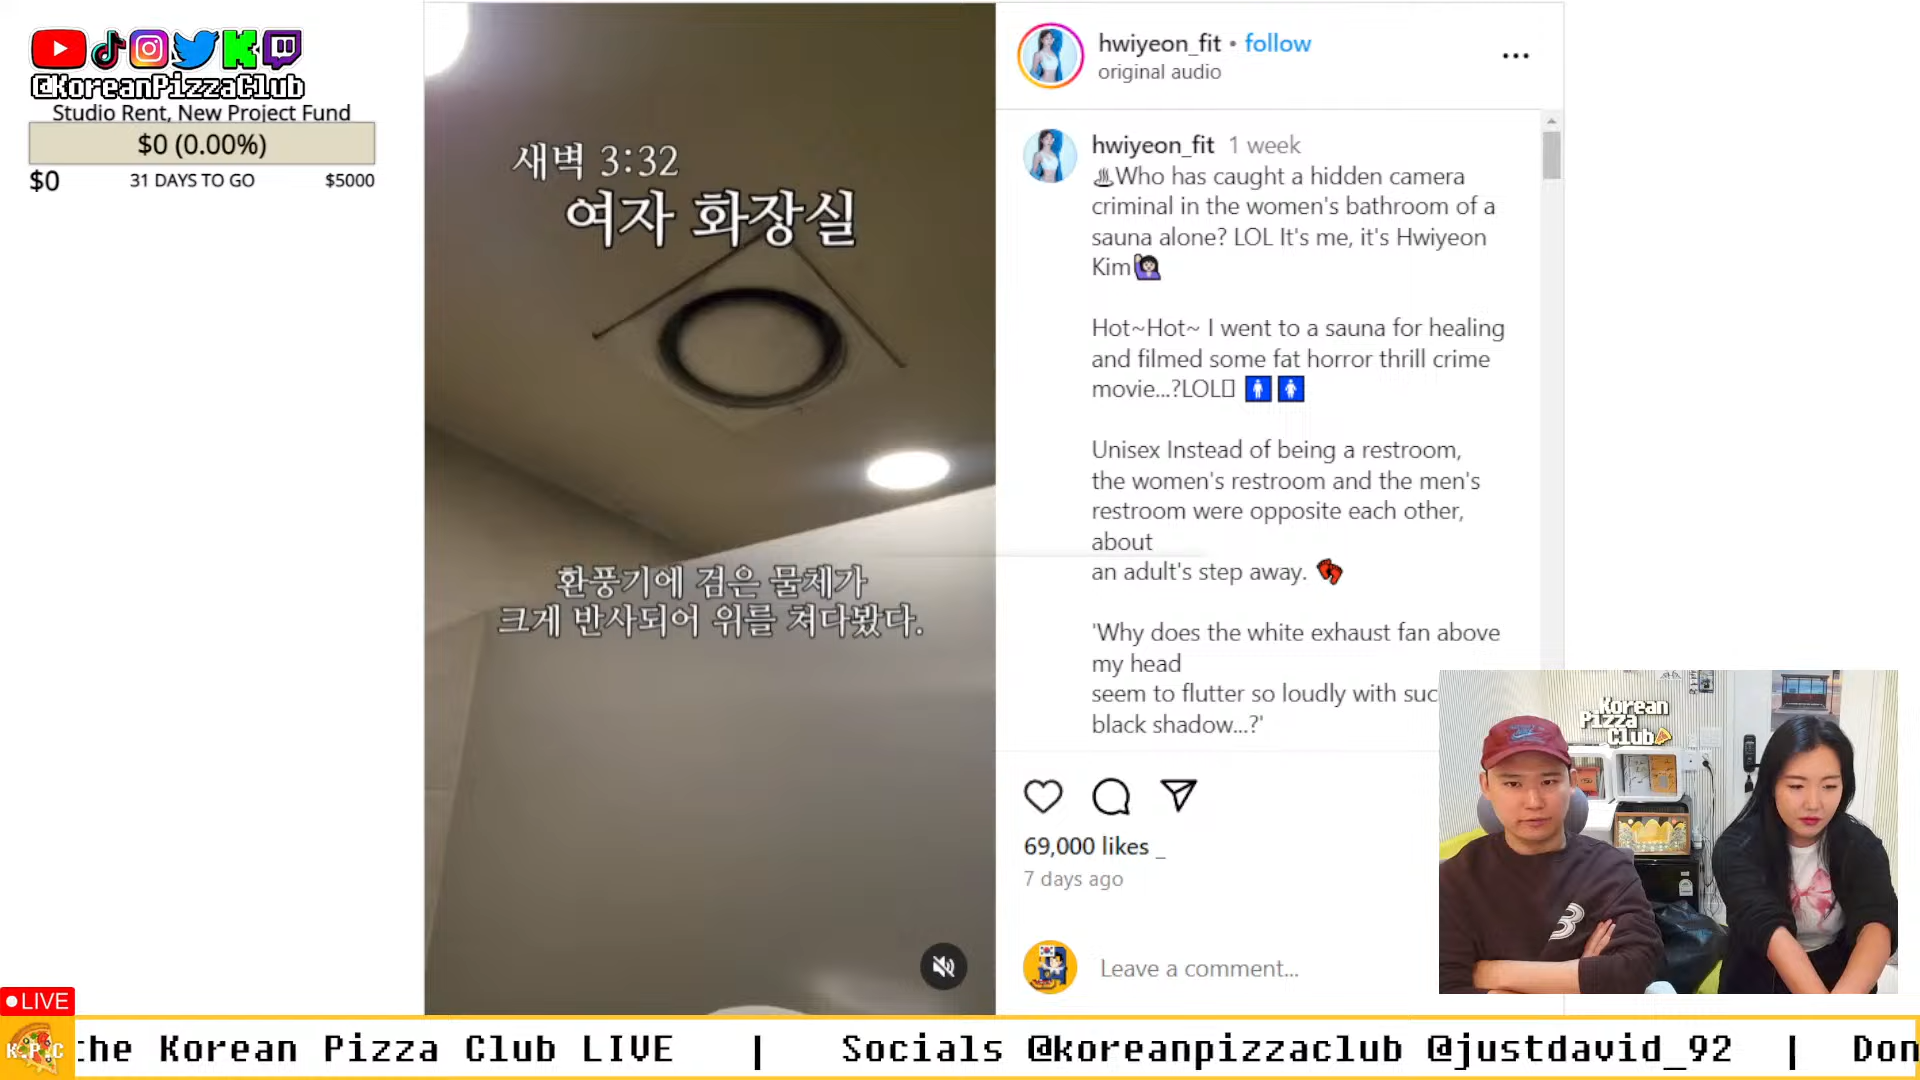 @KoreanPizzaClub
Studio Rent, New Project Fund
$0 (0.00%)
$0
31 DAYS TO GO
$5000
새벽 3:32
여자 화장실
환풍기에 검은 물체가
크게 반사되어 위를 쳐다봤다.
hwiyeon_fit • follow
original audio
hwiyeon_fit 1 week
♨Who has caught a hidden camera
criminal in the women's bathroom of a
sauna alone? LOL It's me, it's Hwiyeon
Kim🙋🏻‍♀️
Hot~Hot~ I went to a sauna for healing
and filmed some fat horror thrill crime
movie...?LOL 🚹🚺
Unisex Instead of being a restroom,
the women's restroom and the men's
restroom were opposite each other,
about
an adult's step away. 👣
'Why does the white exhaust fan above
my head
seem to flutter so loudly with suc
black shadow...?'
69,000 likes _
7 days ago
Leave a comment...
Korean
Pizza
Club
LIVE
K.P.C
the Korean Pizza Club LIVE | Socials @koreanpizzaclub @justdavid_92 | Don